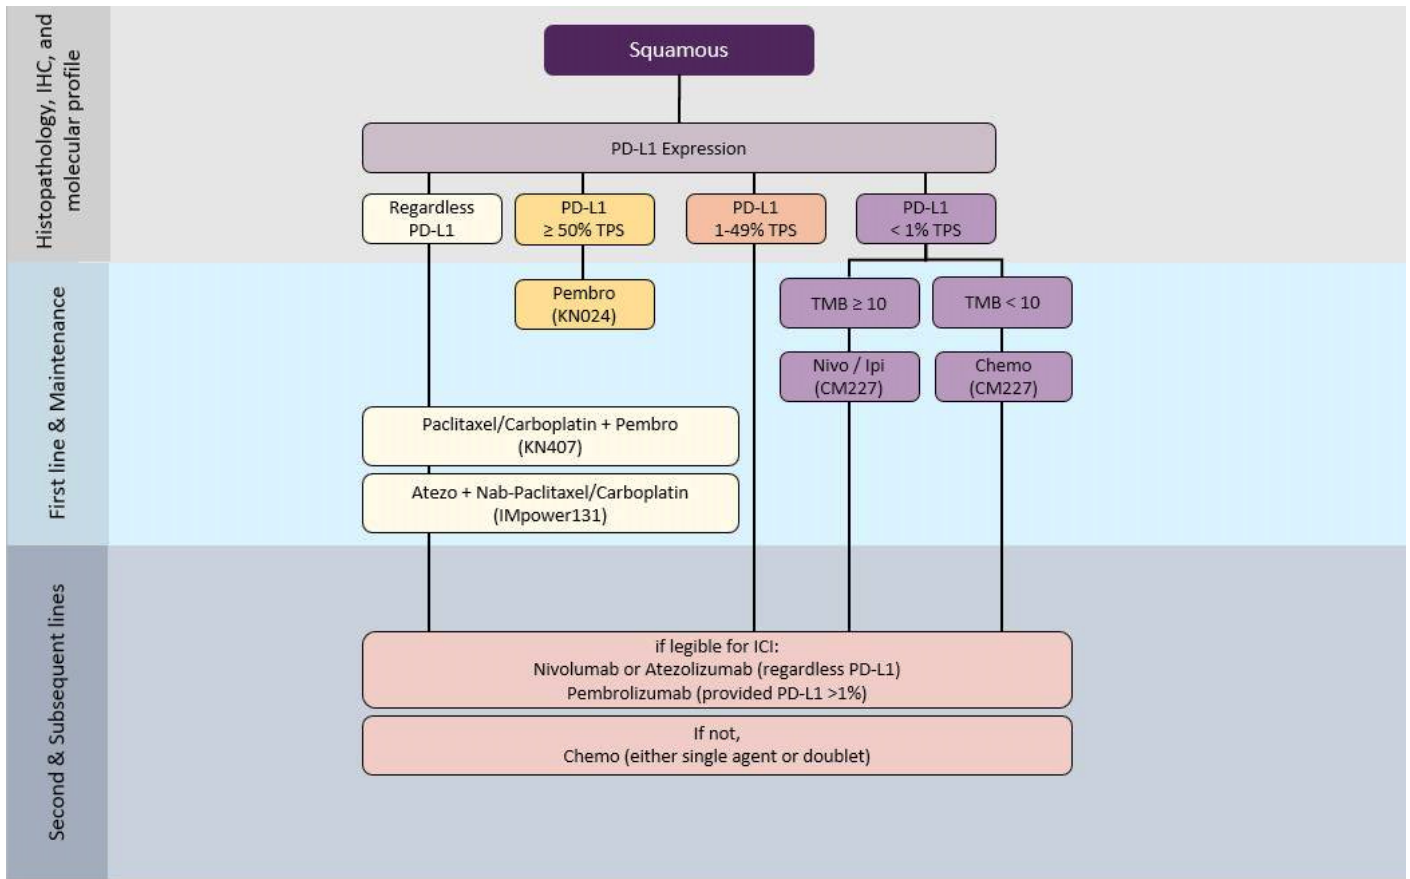 Histopathology, IHC, and
molecular profile
Squamous
PD-L1 Expression
Regardless
PD-L1
PD-L1
≥ 50% TPS
PD-L1
1-49% TPS
PD-L1
< 1% TPS
First line & Maintenance
Pembro
(KN024)
TMB ≥ 10
TMB < 10
Nivo / Ipi
(CM227)
Chemo
(CM227)
Paclitaxel/Carboplatin + Pembro
(KN407)
Atezo + Nab-Paclitaxel/Carboplatin
(IMpower131)
Second & Subsequent lines
if legible for ICI:
Nivolumab or Atezolizumab (regardless PD-L1)
Pembrolizumab (provided PD-L1 >1%)
If not,
Chemo (either single agent or doublet)